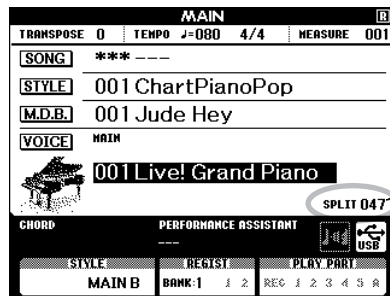 MAIN R
TRANSPOSE 0 TEMPO ♩=080 4/4 MEASURE 001
SONG ***---
STYLE 001 ChartPianoPop
M.D.B. 001 Jude Hey
VOICE MAIN
001 Live! Grand Piano
SPLIT 047
CHORD PERFORMANCE ASSISTANT
---
USB
STYLE REGIST PLAY PART
MAIN B BANK:1 1 2 REC 1 2 3 4 5 A